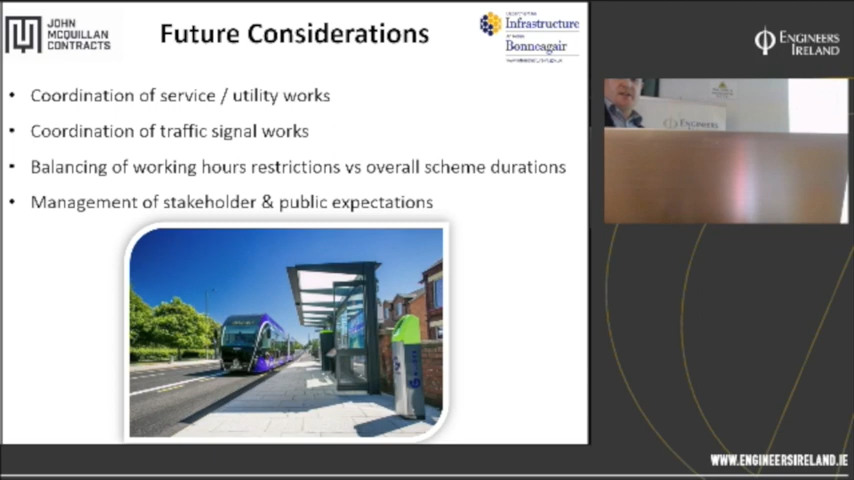 JOHN
MCQUILLAN
CONTRACTS
Future Considerations
Infrastructure
Bonneagair
ENGINEERS
IRELAND
• Coordination of service / utility works
• Coordination of traffic signal works
• Balancing of working hours restrictions vs overall scheme durations
• Management of stakeholder & public expectations
ENGINEERS
WWW.ENGINEERSIRELAND.IE